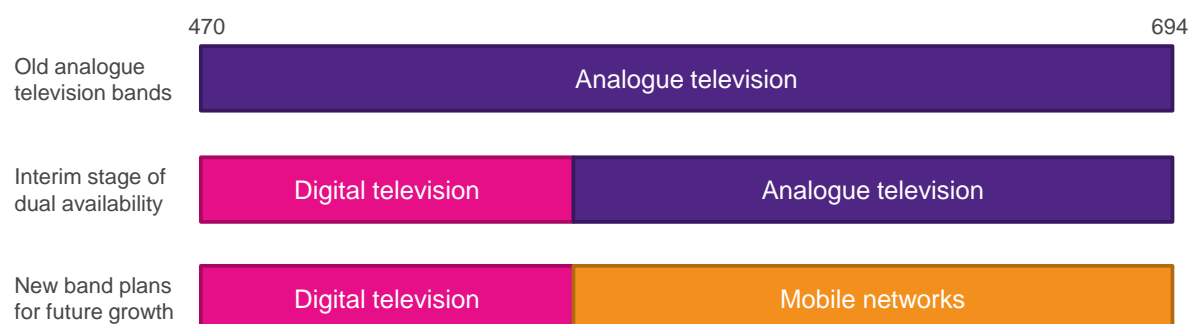 470 694
Old analogue
television bands
Analogue television
Interim stage of
dual availability
Digital television Analogue television
New band plans
for future growth
Digital television Mobile networks